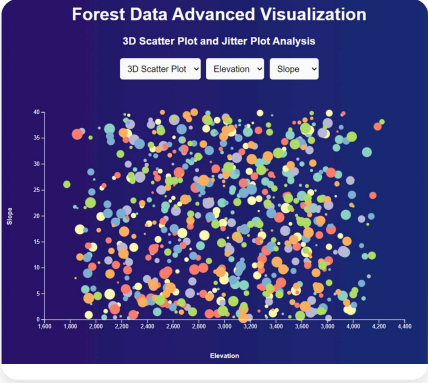 Forest Data Advanced Visualization
3D Scatter Plot and Jitter Plot Analysis
3D Scatter Plot Elevation Slope
40
35
30
25
20
15
10
5
0
Slope
1,600 1,800 2,000 2,200 2,400 2,600 2,800 3,000 3,200 3,400 3,600 3,800 4,000 4,200 4,400
Elevation